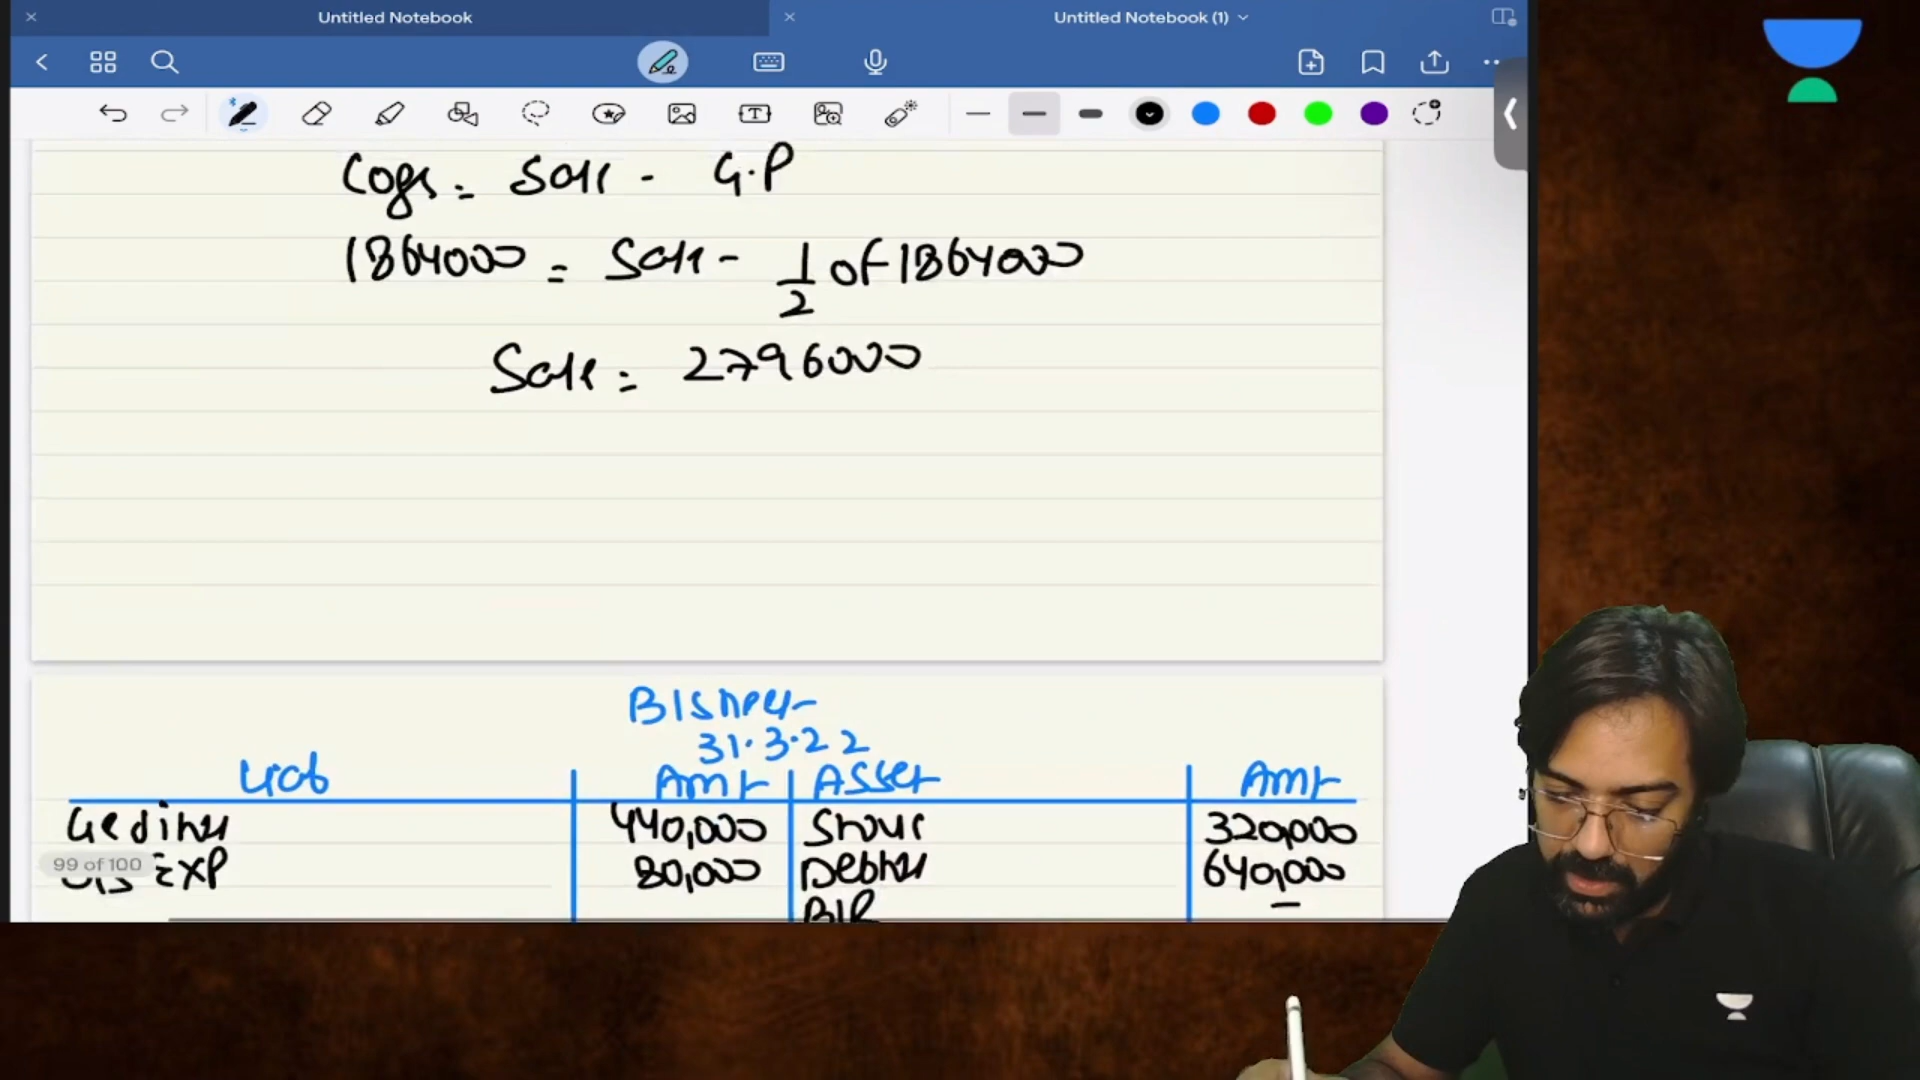 Untitled Notebook
Untitled Notebook (1)
Cogs = Sale - G.P
1864000 = Sale - 1/2 of 1864000
Sale = 2796000
B/Sheet
31.3.22
Liab Amt Asset Amt
Creditors 440,000 Stock 320,000
O/S EXP 80,000 Debtors 640,000
B/R -
99 of 100